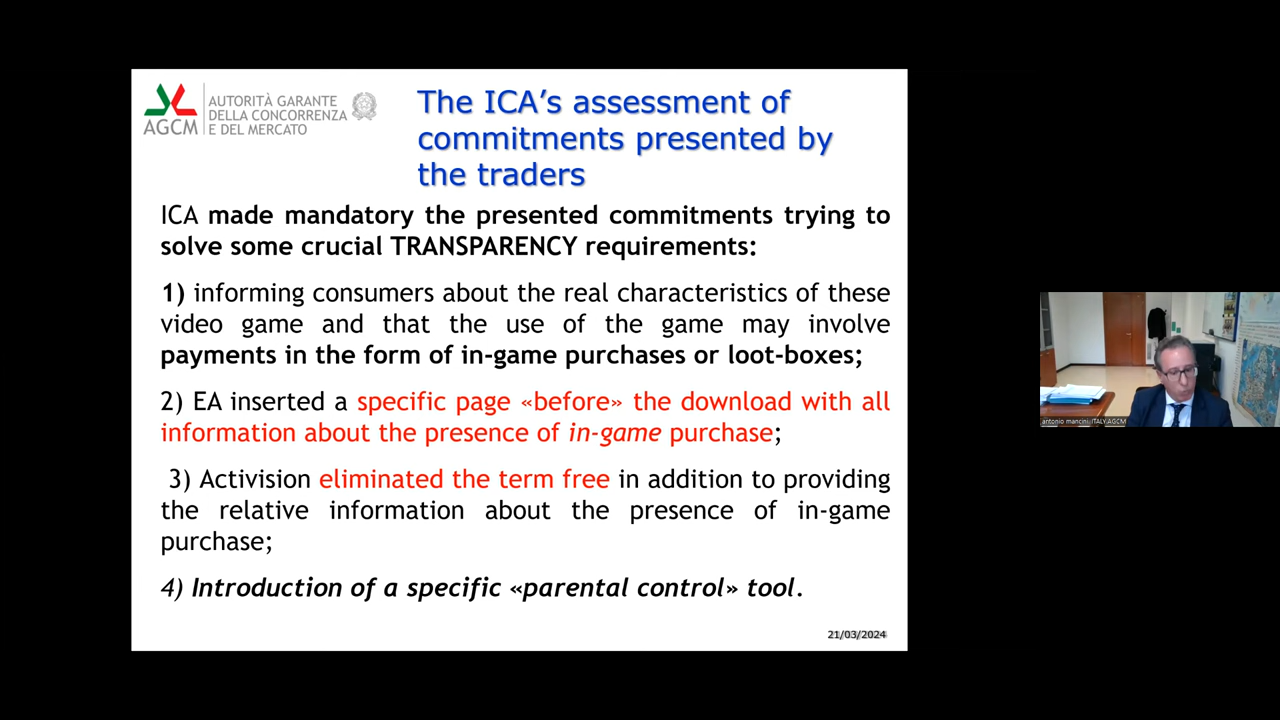 AGCM
AUTORITÀ GARANTE
DELLA CONCORRENZA
E DEL MERCATO
The ICA’s assessment of
commitments presented by
the traders
ICA made mandatory the presented commitments trying to
solve some crucial TRANSPARENCY requirements:
1) informing consumers about the real characteristics of these
video game and that the use of the game may involve
payments in the form of in-game purchases or loot-boxes;
2) EA inserted a specific page «before» the download with all
information about the presence of in-game purchase;
3) Activision eliminated the term free in addition to providing
the relative information about the presence of in-game
purchase;
4) Introduction of a specific «parental control» tool.
21/03/2024
antonio mancini ITALY AGCM